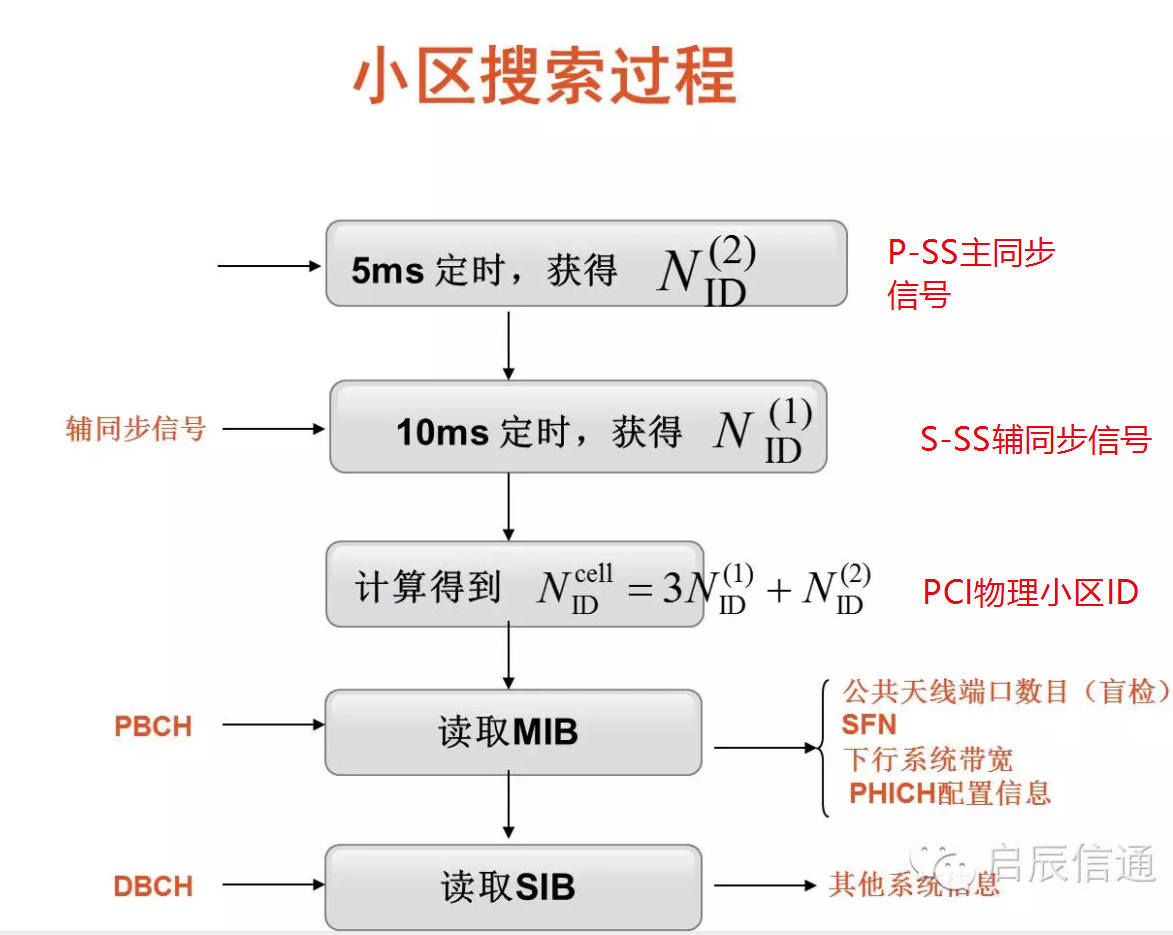 小区搜索过程
5ms 定时，获得 N_ID^(2)
P-SS主同步
信号
辅同步信号
10ms 定时，获得 N_ID^(1)
S-SS辅同步信号
计算得到 N_ID^cell = 3N_ID^(1) + N_ID^(2)
PCI物理小区ID
PBCH
读取MIB
公共天线端口数目（盲检）
SFN
下行系统带宽
PHICH配置信息
DBCH
读取SIB
其他系统信息
启辰信通